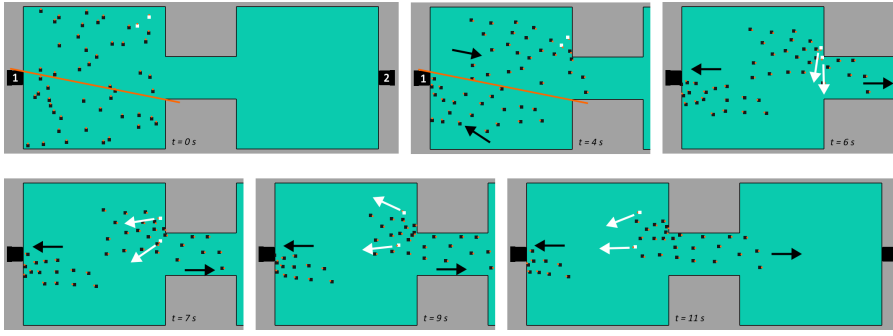 1
2
t = 0 s
1
t = 4 s
t = 6 s
t = 7 s
t = 9 s
t = 11 s